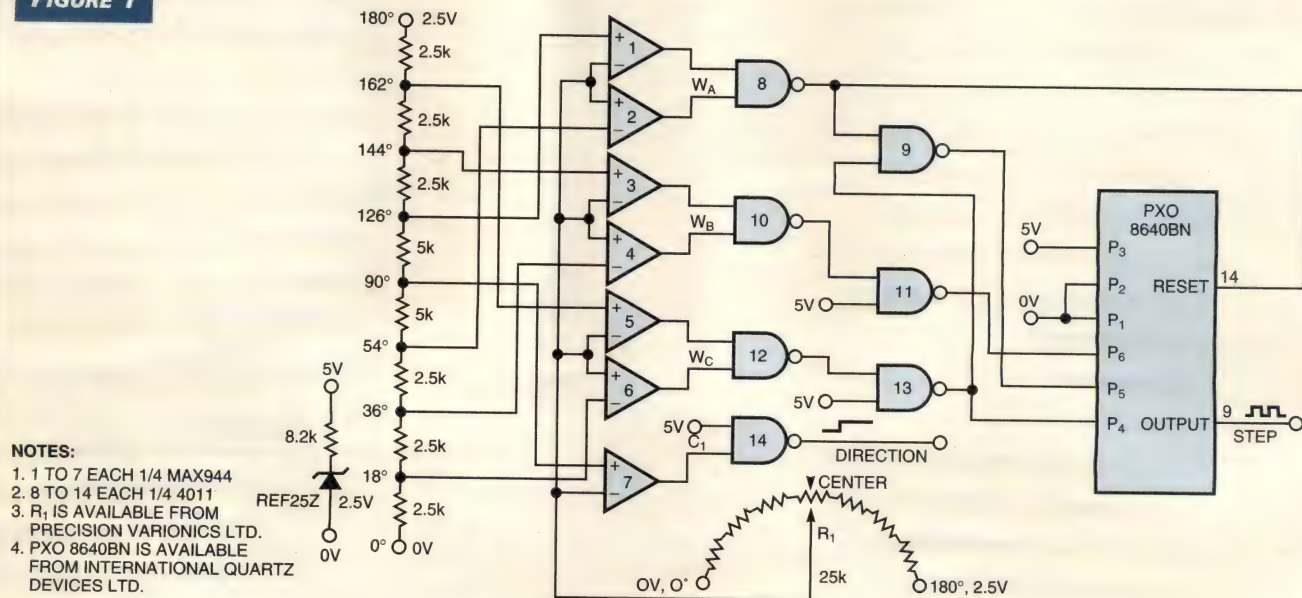 FIGURE 1
180° 2.5V
2.5k
162°
2.5k
144°
2.5k
126°
5k
90°
5k
54°
2.5k
36°
2.5k
18°
2.5k
0° 0V
5V
8.2k
REF25Z 2.5V
0V
NOTES:
1. 1 TO 7 EACH 1/4 MAX944
2. 8 TO 14 EACH 1/4 4011
3. R1 IS AVAILABLE FROM
PRECISION VARIONICS LTD.
4. PXO 8640BN IS AVAILABLE
FROM INTERNATIONAL QUARTZ
DEVICES LTD.
+ 1 −
+ 2 −
WA
8
9
+ 3 −
+ 4 −
WB
10
11
5V
+ 5 −
+ 6 −
WC
12
13
5V
+ 7 −
5V
C1
14
DIRECTION
CENTER
R1
25k
0V, 0°
180°, 2.5V
PXO
8640BN
5V
P3
P2
0V
P1
P6
P5
P4
RESET 14
OUTPUT 9
STEP